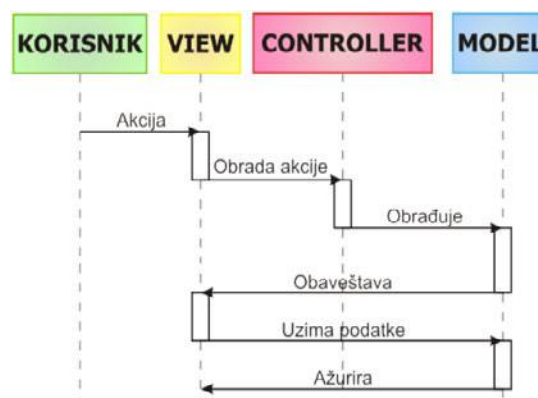 KORISNIK VIEW CONTROLLER MODEL
Akcija
Obrada akcije
Obrađuje
Obaveštava
Uzima podatke
Ažurira